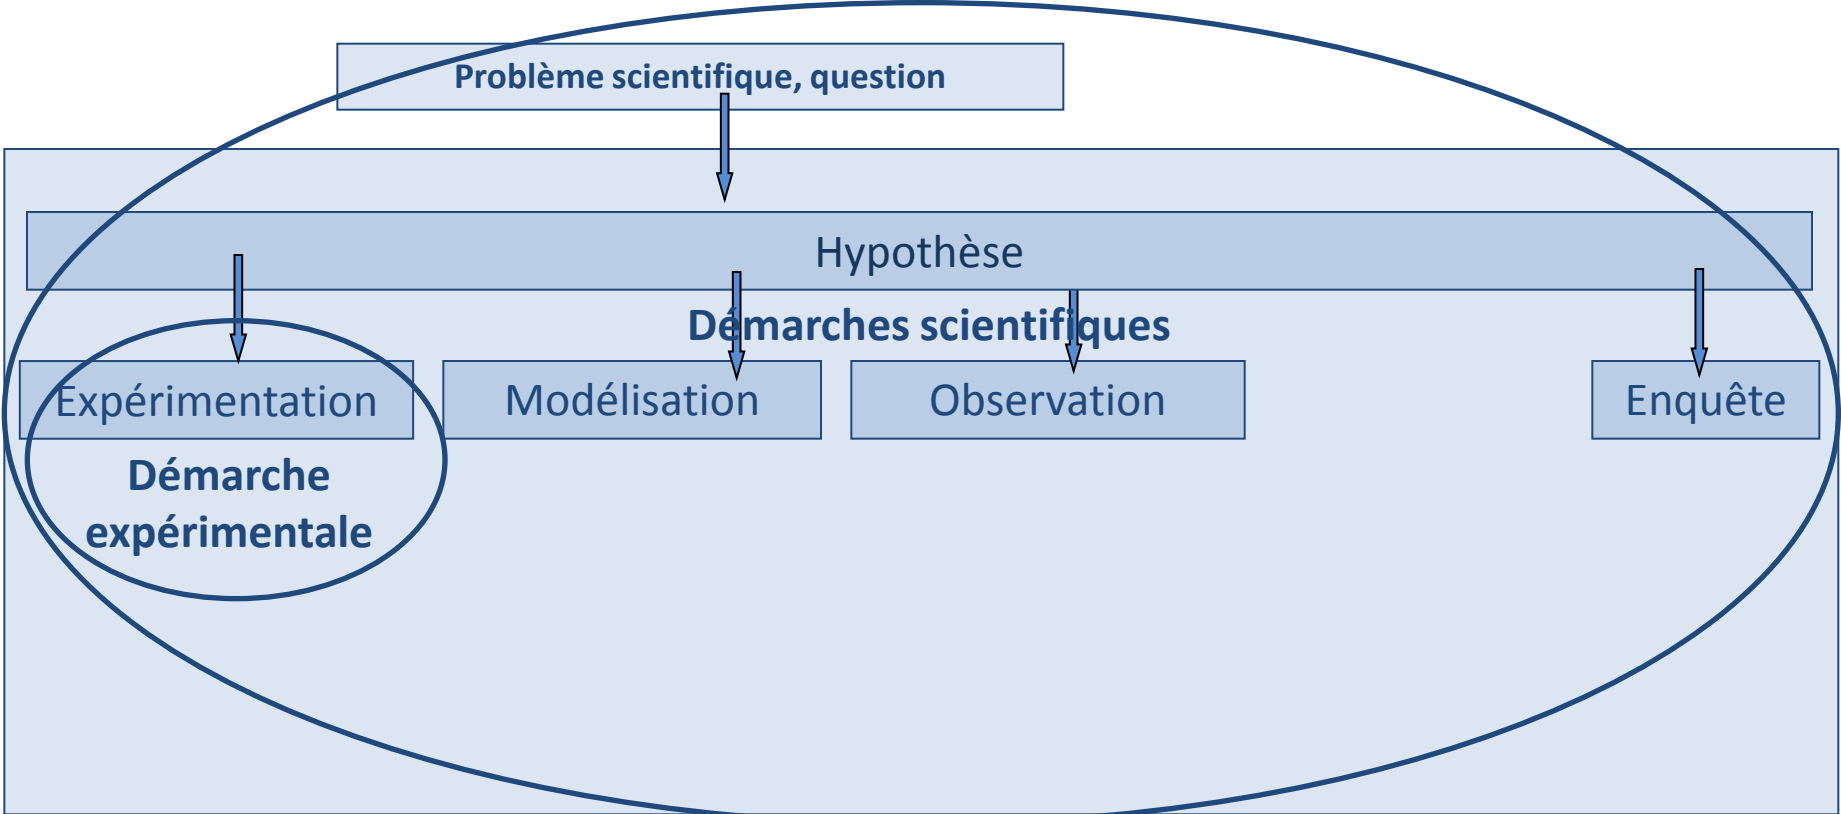 Problème scientifique, question
Hypothèse
Démarches scientifiques
Expérimentation
Modélisation
Observation
Enquête
Démarche
expérimentale